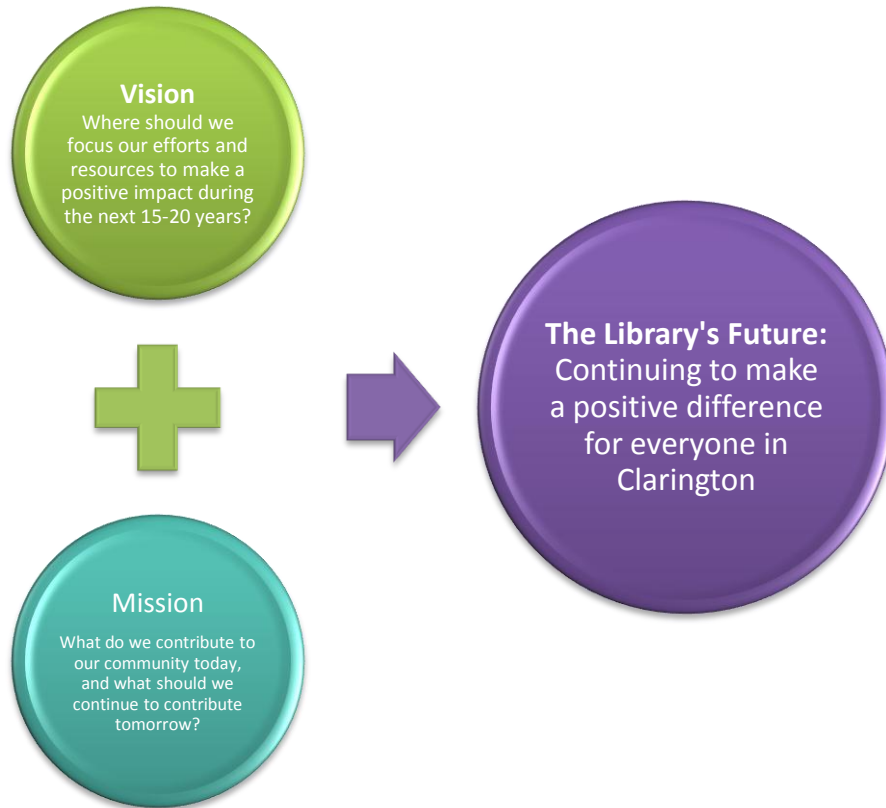 Vision
Where should we
focus our efforts and
resources to make a
positive impact during
the next 15-20 years?
Mission
What do we contribute to
our community today,
and what should we
continue to contribute
tomorrow?
The Library's Future:
Continuing to make
a positive difference
for everyone in
Clarington